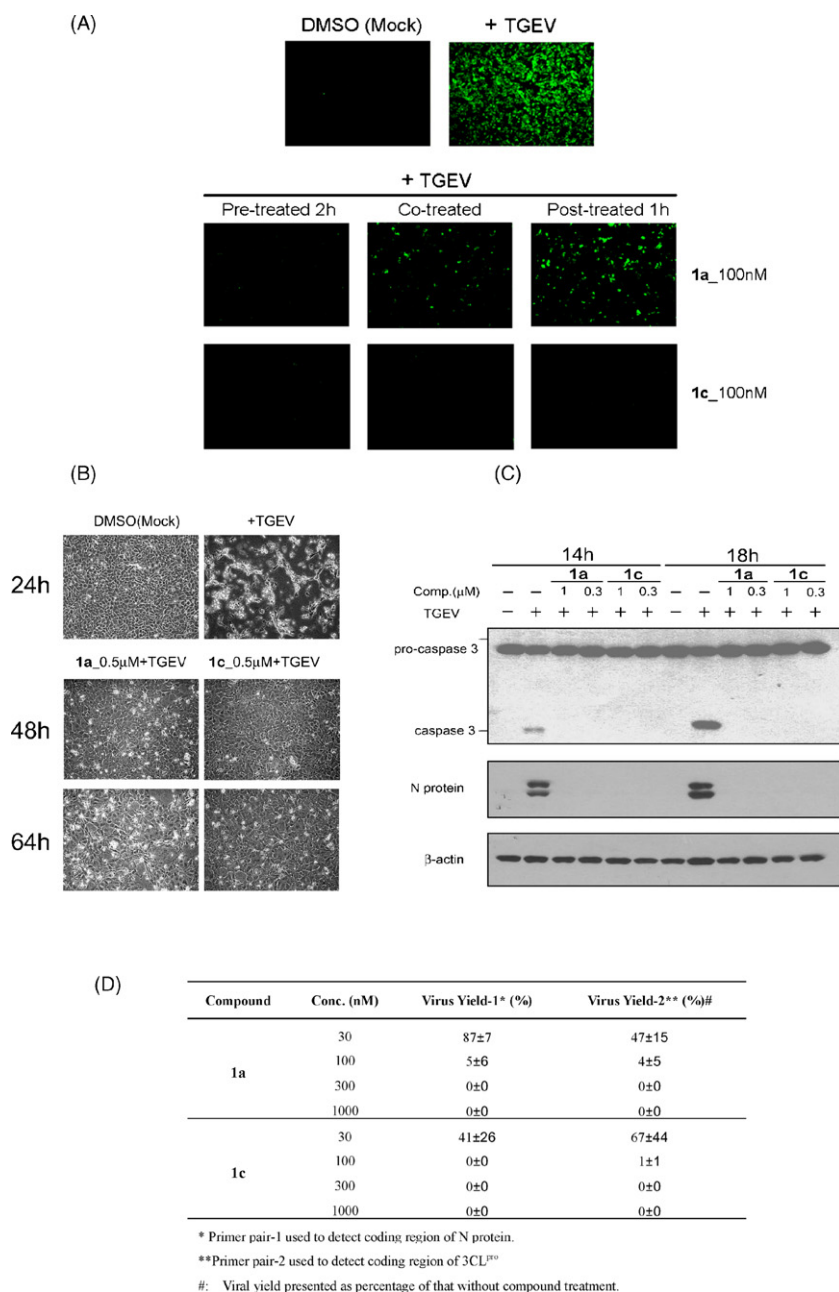 (A)
DMSO (Mock) + TGEV
+ TGEV
Pre-treated 2h Co-treated Post-treated 1h
1a_100nM
1c_100nM
(B)
DMSO(Mock) +TGEV
24h
1a_0.5μM+TGEV 1c_0.5μM+TGEV
48h
64h
(C)
14h 18h
1a 1c 1a 1c
Comp.(μM) – – 1 0.3 1 0.3 – – 1 0.3 1 0.3
TGEV – + + + + + – + + + + +
pro-caspase 3
caspase 3
N protein
β-actin
(D)
Compound Conc. (nM) Virus Yield-1* (%) Virus Yield-2** (%)#
30 87±7 47±15
100 5±6 4±5
1a
300 0±0 0±0
1000 0±0 0±0
30 41±26 67±44
100 0±0 1±1
1c
300 0±0 0±0
1000 0±0 0±0
* Primer pair-1 used to detect coding region of N protein.
**Primer pair-2 used to detect coding region of 3CLpro
#: Viral yield presented as percentage of that without compound treatment.